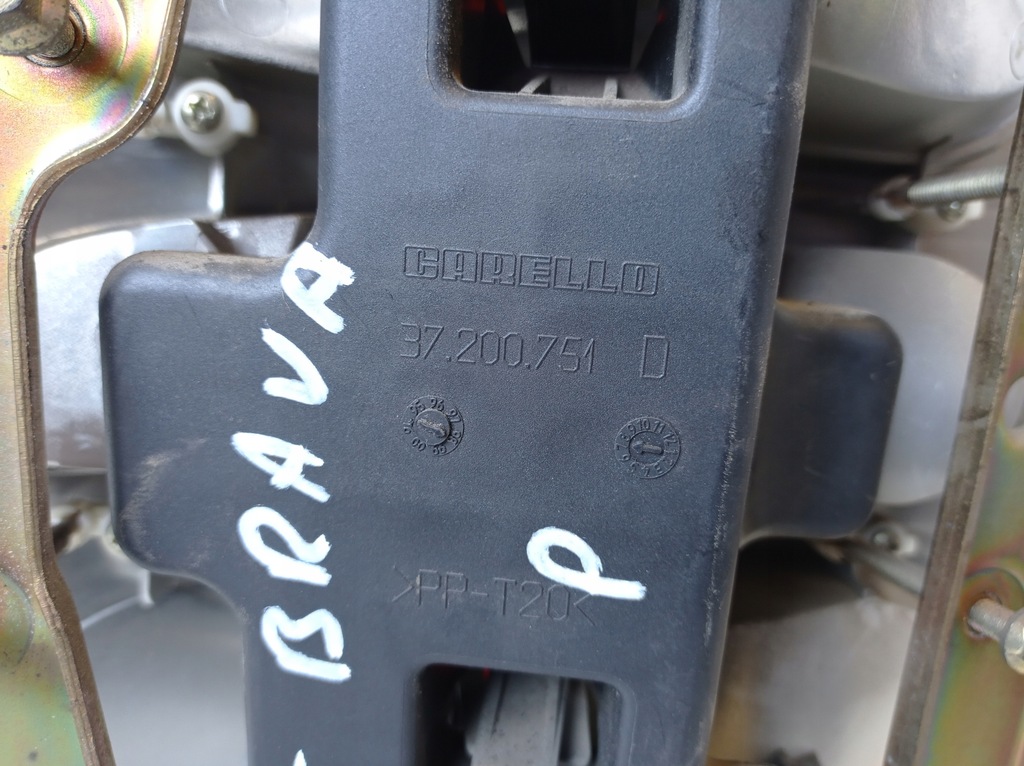 CARELLO
37.200.751 D
BRAVA
P
>PP-T20<